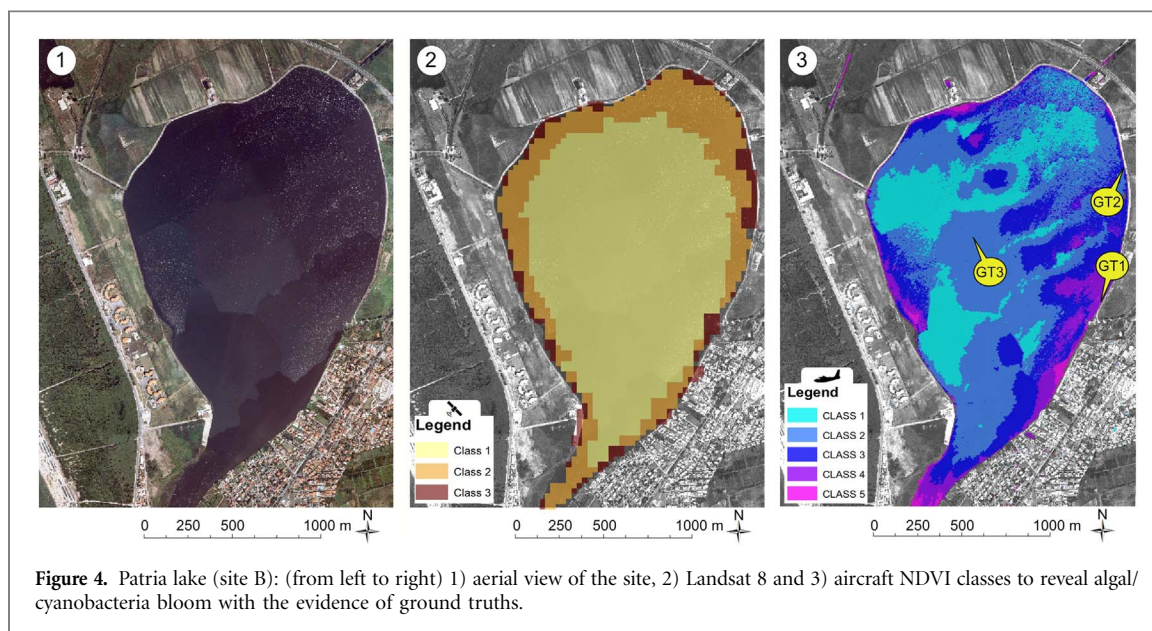 1
2
3
GT2
GT1
GT3
Legend
Class 1
Class 2
Class 3
Legend
CLASS 1
CLASS 2
CLASS 3
CLASS 4
CLASS 5
0 250 500 1000 m
N
0 250 500 1000 m
N
0 250 500 1000 m
N
Figure 4. Patria lake (site B): (from left to right) 1) aerial view of the site, 2) Landsat 8 and 3) aircraft NDVI classes to reveal algal/
cyanobacteria bloom with the evidence of ground truths.